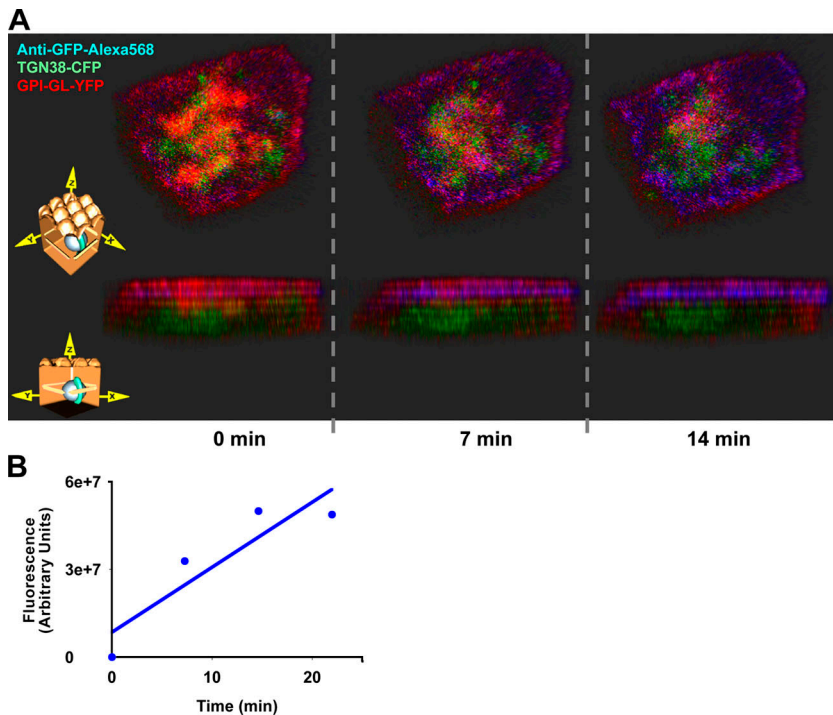 A
Anti-GFP-Alexa568
TGN38-CFP
GPI-GL-YFP
Z
Y
X
Z
Y
X
0 min
7 min
14 min
B
6e+7
3e+7
0
Fluorescence
(Arbitrary Units)
0
10
20
Time (min)